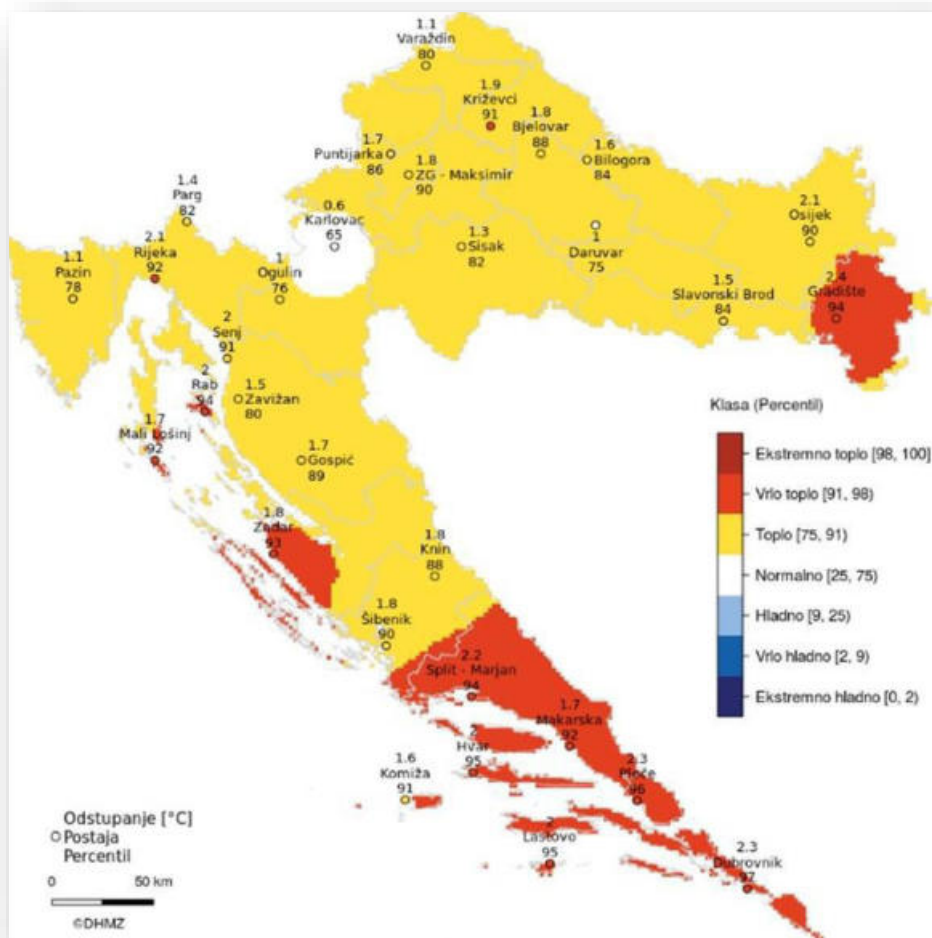 1.1
Varaždin
80
1.9
Križevci
91
1.8
Bjelovar
88
1.7
Puntijarka
86
1.8
ZG - Maksimir
90
1.6
Bilogora
84
1.4
Parg
82
0.6
Karlovac
65
2.1
Osijek
90
2.1
Rijeka
92
1.3
Sisak
82
1
Daruvar
75
1.1
Pazin
78
1
Ogulin
76
1.5
Slavonski Brod
84
2.4
Gradište
94
2
Senj
91
2
Rab
94
1.5
Zavižan
80
1.7
Mali Lošinj
92
1.7
Gospić
89
1.8
Zadar
93
1.8
Knin
88
1.8
Šibenik
90
2.2
Split - Marjan
94
1.7
Makarska
92
2
Hvar
95
1.6
Komiža
91
2.3
Ploče
96
2
Lastovo
95
2.3
Dubrovnik
97
Klasa (Percentil)
Ekstremno toplo [98, 100]
Vrlo toplo [91, 98)
Toplo [75, 91)
Normalno [25, 75)
Hladno [9, 25)
Vrlo hladno [2, 9)
Ekstremno hladno [0, 2)
Odstupanje [°C]
Postaja
Percentil
0 50 km
©DHMZ